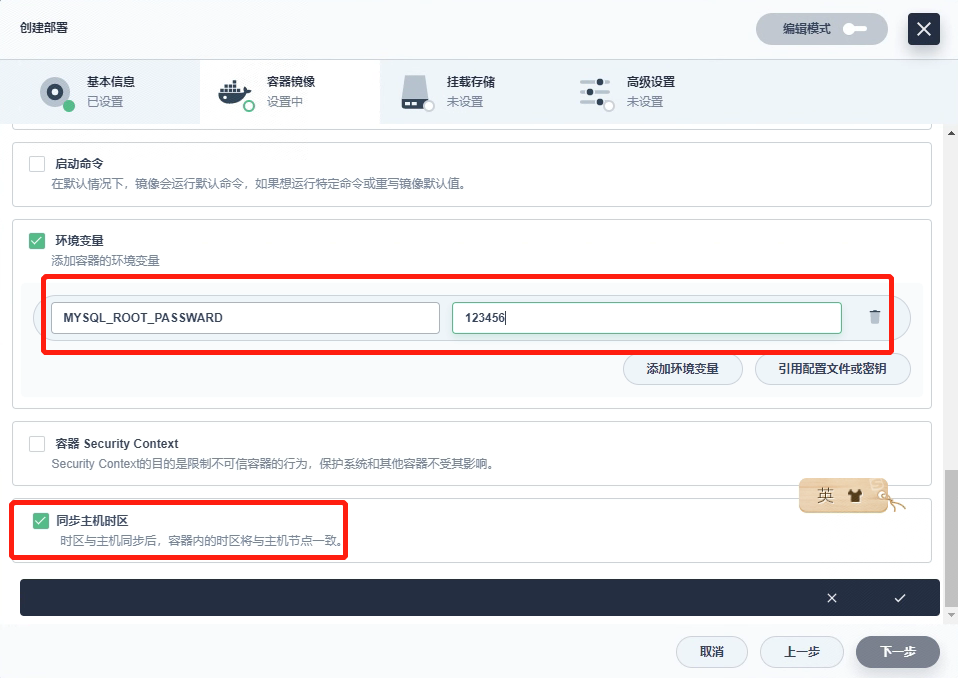 创建部署
编辑模式
基本信息
已设置
容器镜像
设置中
挂载存储
未设置
高级设置
未设置
启动命令
在默认情况下，镜像会运行默认命令，如果想运行特定命令或重写镜像默认值。
环境变量
添加容器的环境变量
MYSQL_ROOT_PASSWARD
123456
添加环境变量
引用配置文件或密钥
容器 Security Context
Security Context的目的是限制不可信容器的行为，保护系统和其他容器不受其影响。
英
同步主机时区
时区与主机同步后，容器内的时区将与主机节点一致。
取消
上一步
下一步